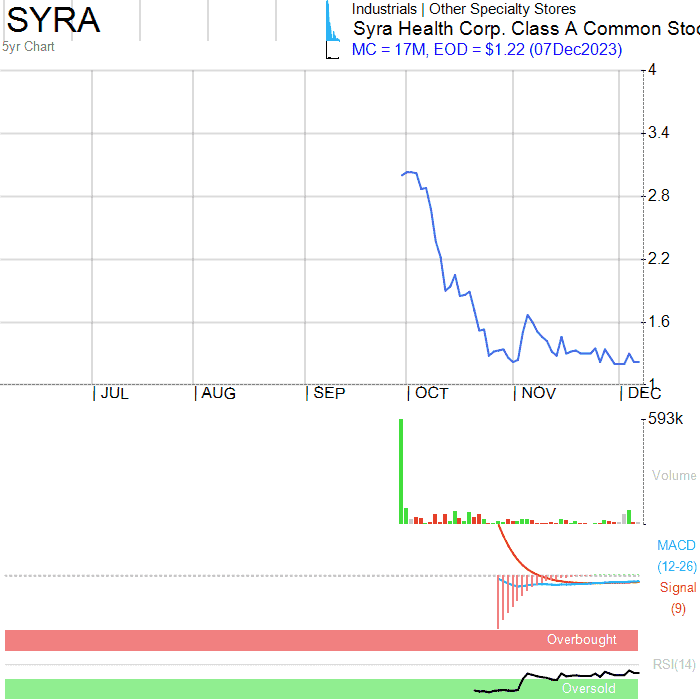 SYRA
5yr Chart
Industrials | Other Specialty Stores
Syra Health Corp. Class A Common Stoc
MC = 17M, EOD = $1.22 (07Dec2023)
4
3.4
2.8
2.2
1.6
1
| JUL | AUG | SEP | OCT | NOV | DEC
593k
Volume
MACD
(12-26)
Signal
(9)
Overbought
RSI(14)
Oversold